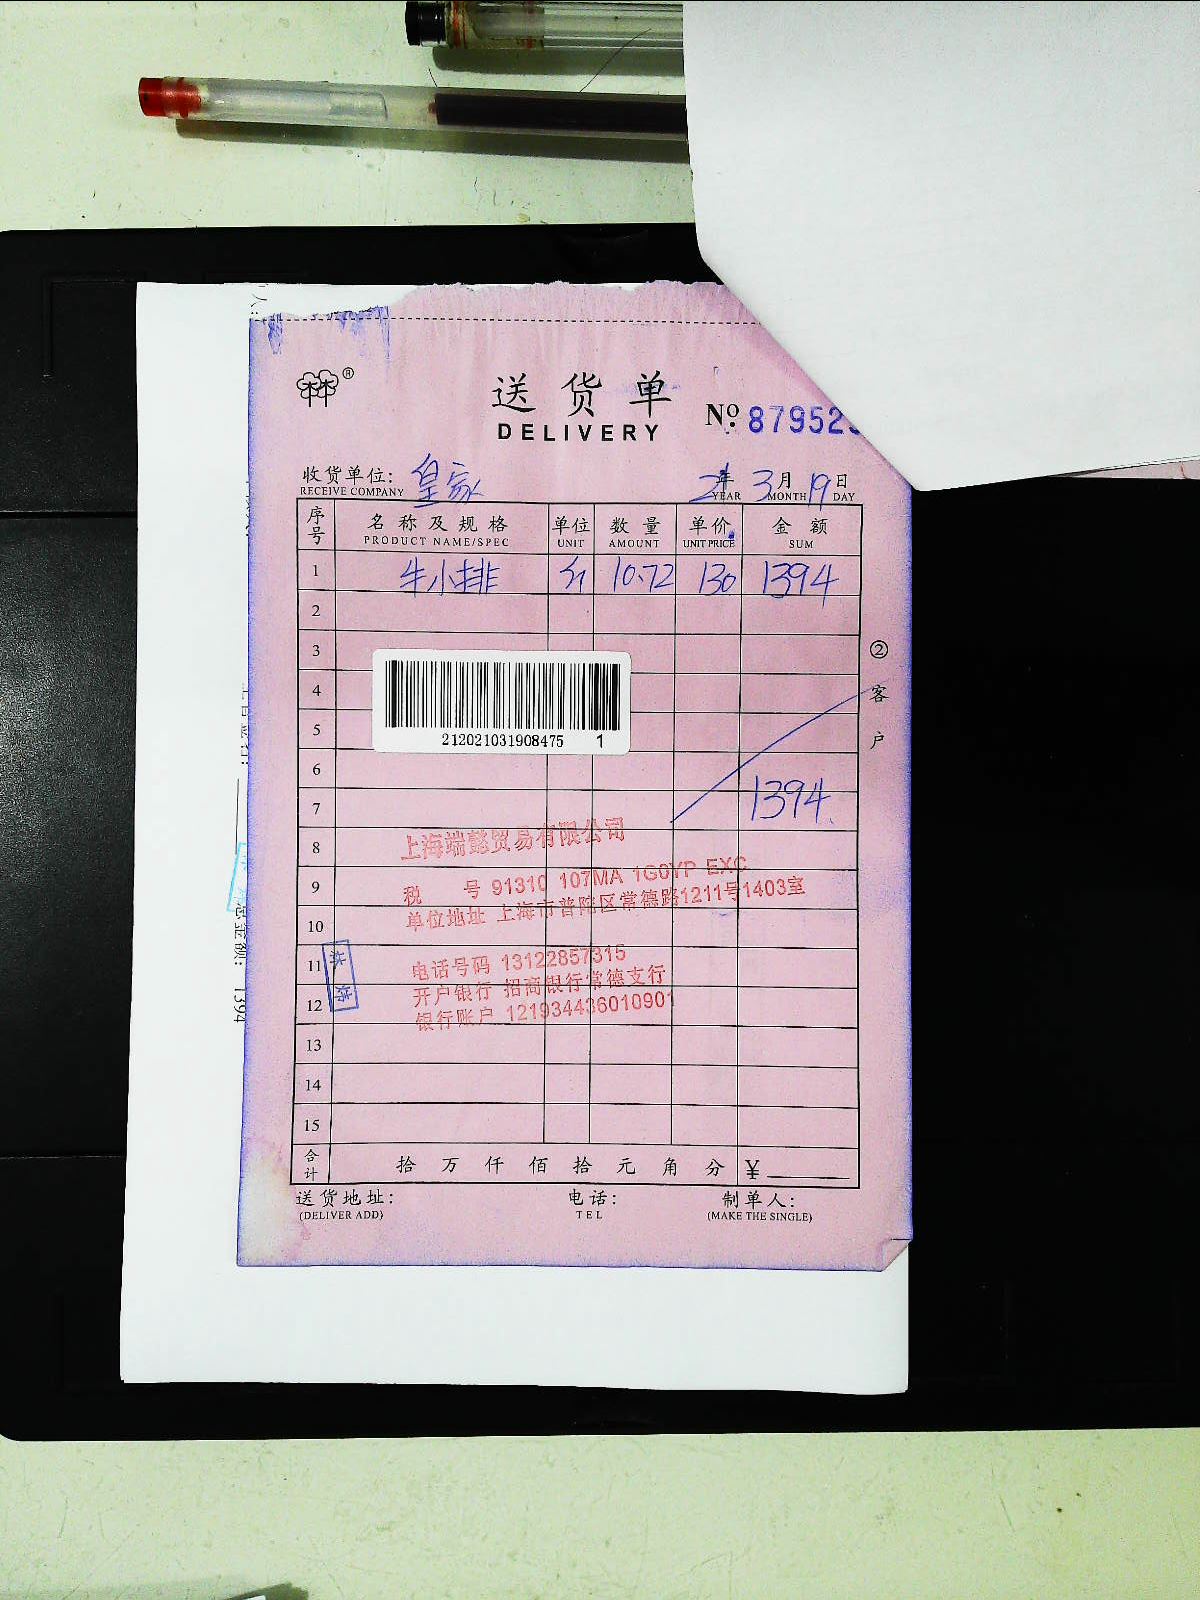 ®
送货单
DELIVERY
№ 87952
收货单位: 皇家 年 3月 19日
RECEIVE COMPANY YEAR MONTH DAY
序号 名称及规格 单位 数量 单价 金额
PRODUCT NAME/SPEC UNIT AMOUNT UNIT PRICE SUM
1 牛小排 斤 10.72 130 1394
2
3
4
5
212021031908475 1
6
7 1394
8
上海端懿贸易有限公司
9
税 号 91310 107MA 1G0YP EXC
单位地址 上海市普陀区常德路1211号1403室
10
11
电话号码 13122857315
开户银行 招商银行常德支行
12
银行账户 121934436010901
13
14
15
合计 拾 万 仟 佰 拾 元 角 分 ¥
送货地址: 电话: 制单人:
(DELIVER ADD) TEL (MAKE THE SINGLE)
② 客户
总金额: 1394